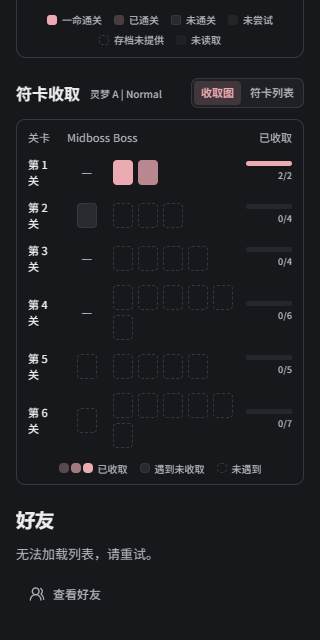 一命通关 已通关 未通关 未尝试
存档未提供 未读取
符卡收取 灵梦 A | Normal 收取图 符卡列表
关卡 Midboss Boss 已收取
第 1
关 — 2/2
第 2
关 0/4
第 3
关 — 0/4
第 4
关 — 0/6
第 5
关 0/5
第 6
关 0/7
已收取 遇到未收取 未遇到
好友
无法加载列表，请重试。
查看好友